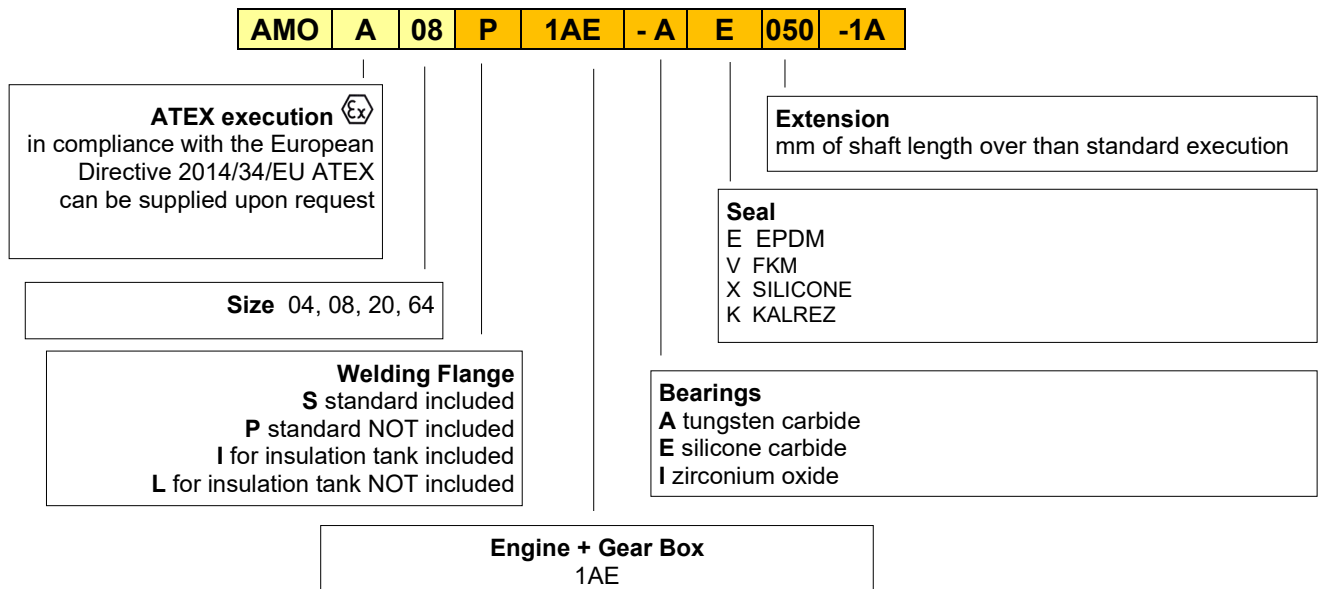 AMO A 08 P 1AE - A E 050 -1A
ATEX execution Ex
in compliance with the European
Directive 2014/34/EU ATEX
can be supplied upon request
Extension
mm of shaft length over than standard execution
Seal
E EPDM
V FKM
X SILICONE
K KALREZ
Size 04, 08, 20, 64
Welding Flange
S standard included
P standard NOT included
I for insulation tank included
L for insulation tank NOT included
Bearings
A tungsten carbide
E silicone carbide
I zirconium oxide
Engine + Gear Box
1AE